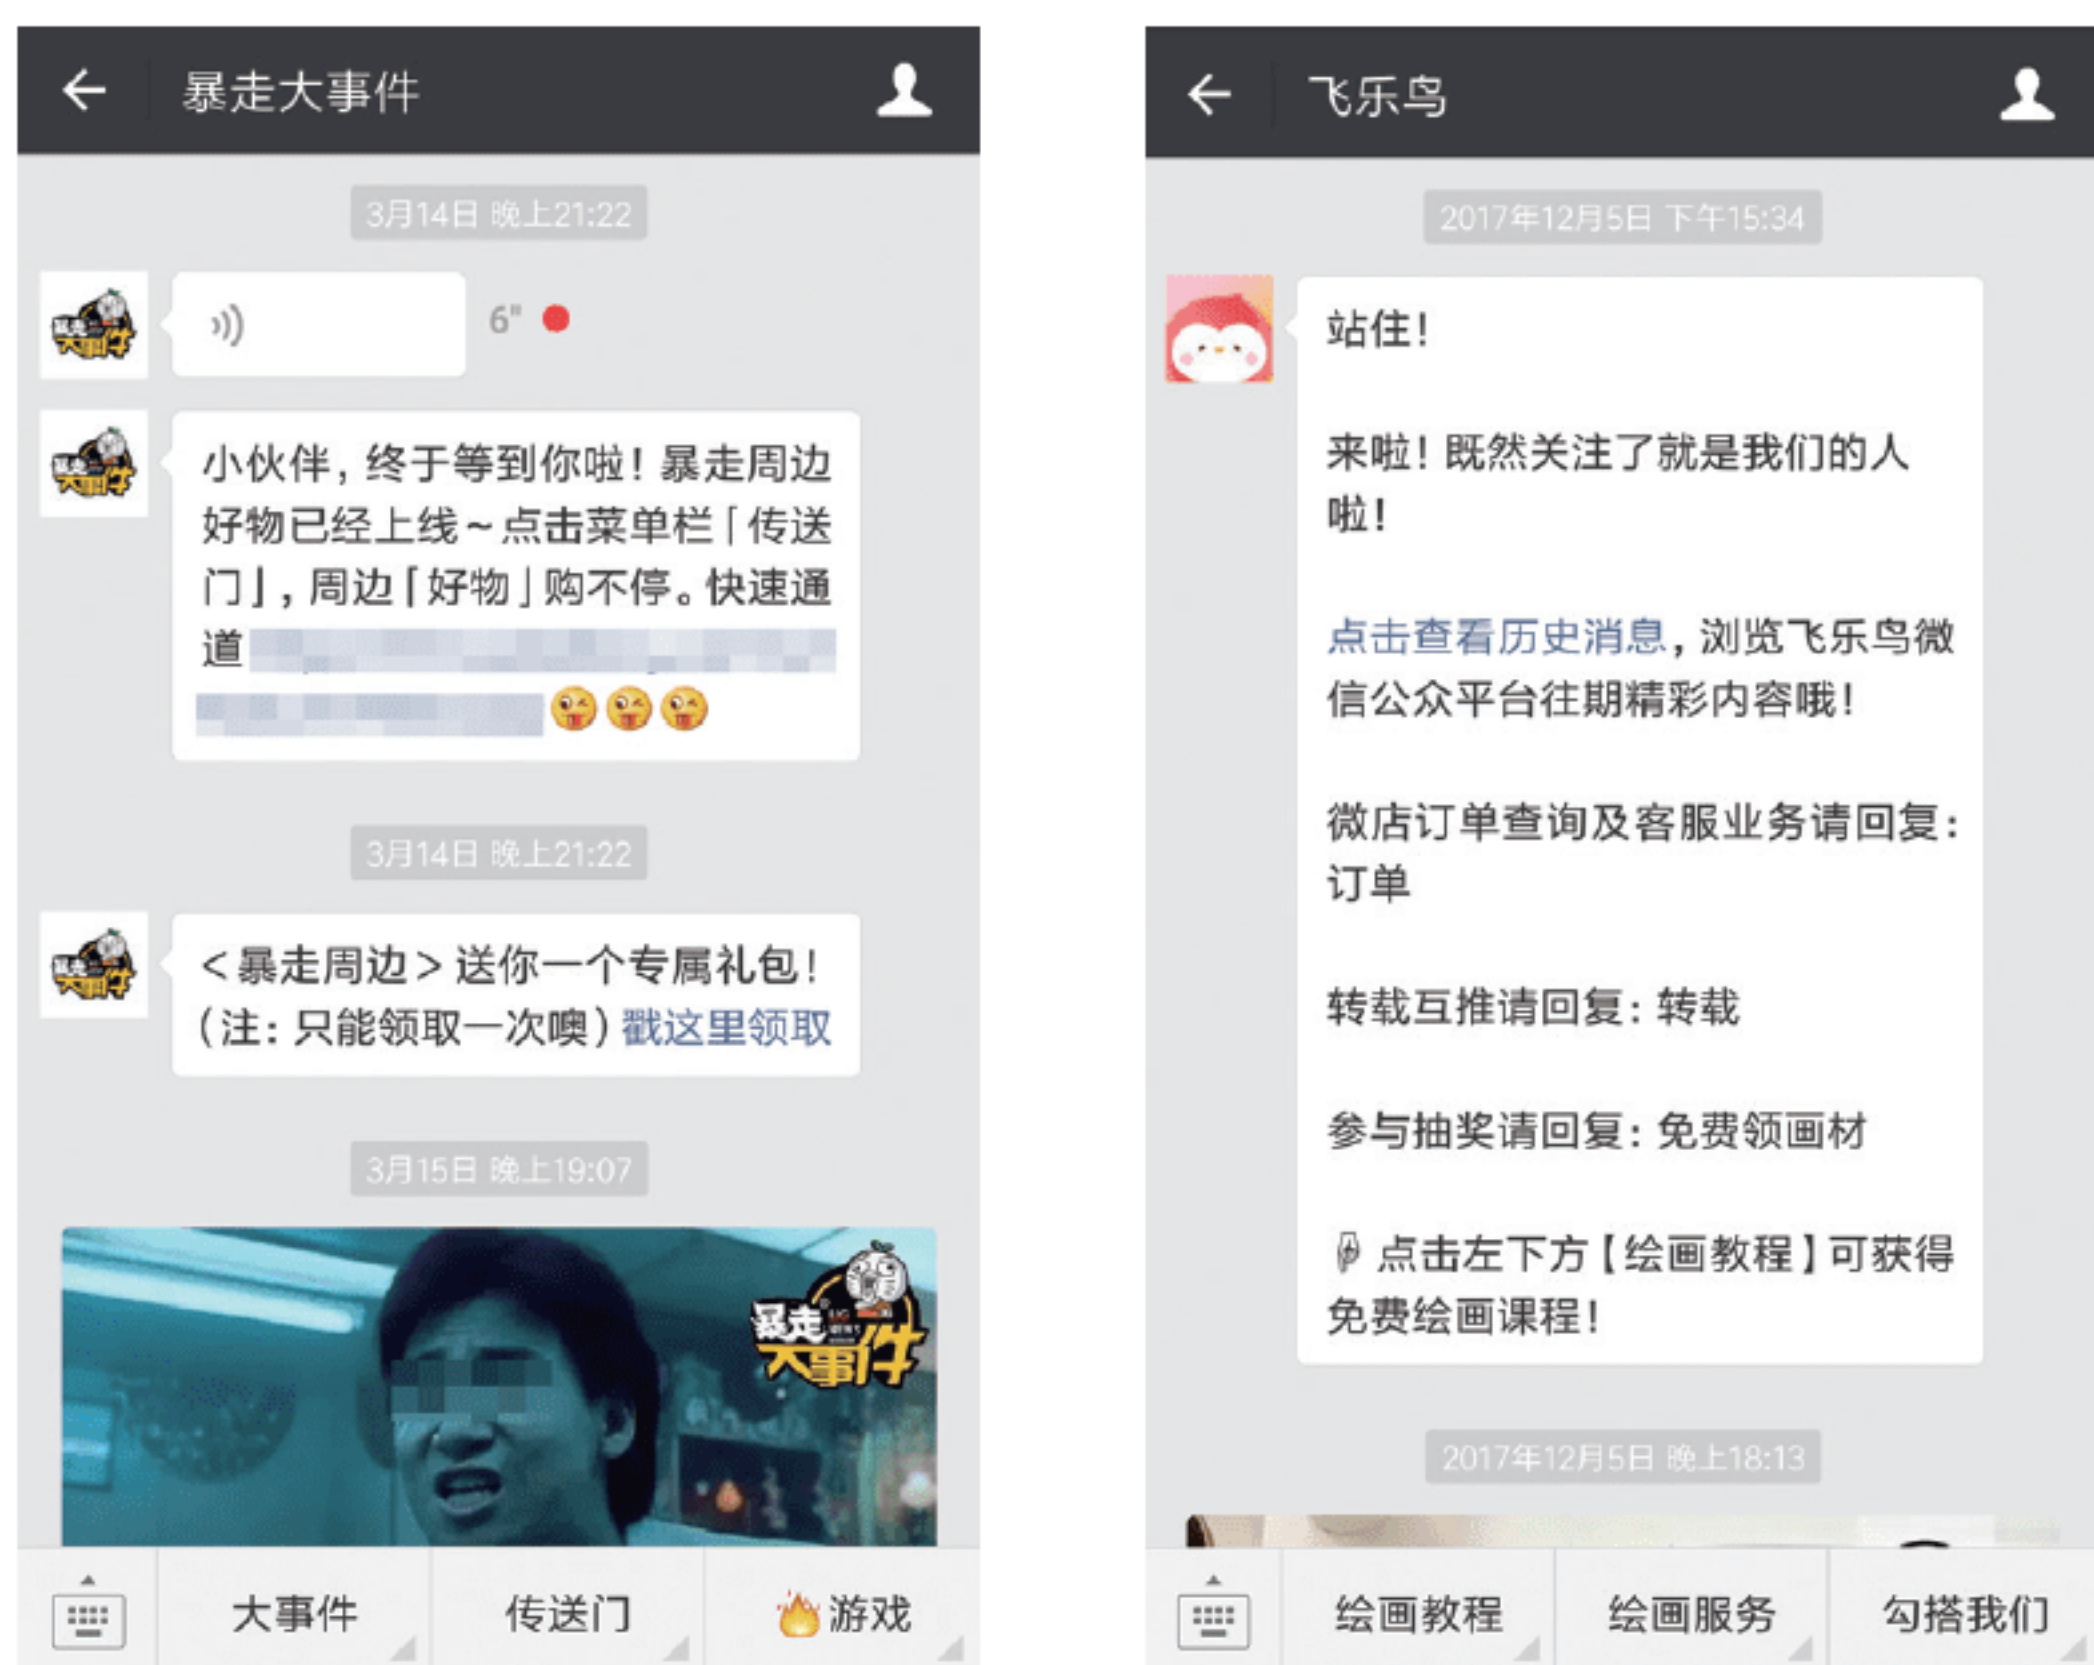 暴走大事件
3月14日 晚上21:22
6"
小伙伴，终于等到你啦！暴走周边
好物已经上线~点击菜单栏「传送
门」，周边「好物」购不停。快速通
道
3月14日 晚上21:22
<暴走周边>送你一个专属礼包！
（注：只能领取一次噢）戳这里领取
3月15日 晚上19:07
暴走
大事件
大事件
传送门
游戏
飞乐鸟
2017年12月5日 下午15:34
站住！
来啦！既然关注了就是我们的人
啦！
点击查看历史消息，浏览飞乐鸟微
信公众平台往期精彩内容哦！
微店订单查询及客服业务请回复：
订单
转载互推请回复：转载
参与抽奖请回复：免费领画材
点击左下方【绘画教程】可获得
免费绘画课程！
2017年12月5日 晚上18:13
绘画教程
绘画服务
勾搭我们